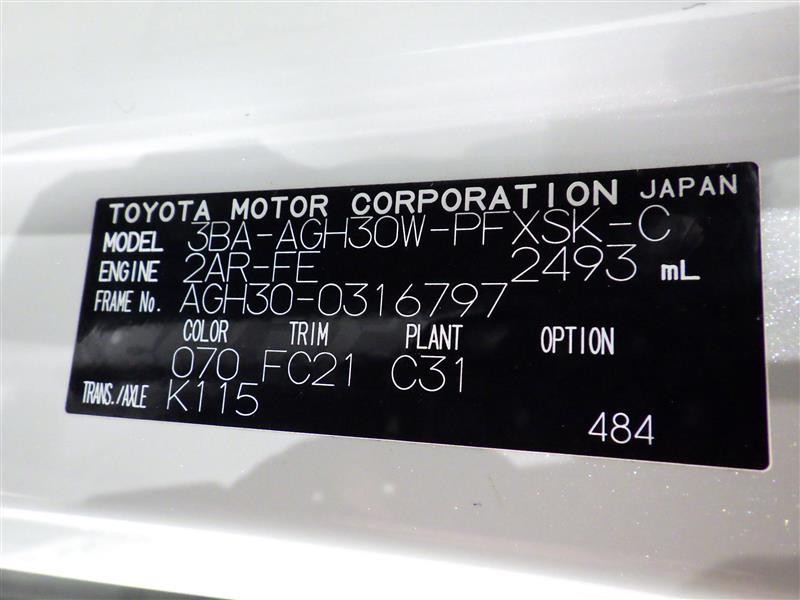 TOYOTA MOTOR CORPORATION JAPAN
MODEL 3BA-AGH30W-PFXSK-C
ENGINE 2AR-FE 2493 mL
FRAME No. AGH30-0316797
COLOR TRIM PLANT OPTION
070 FC21 C31
TRANS./AXLE K115
484